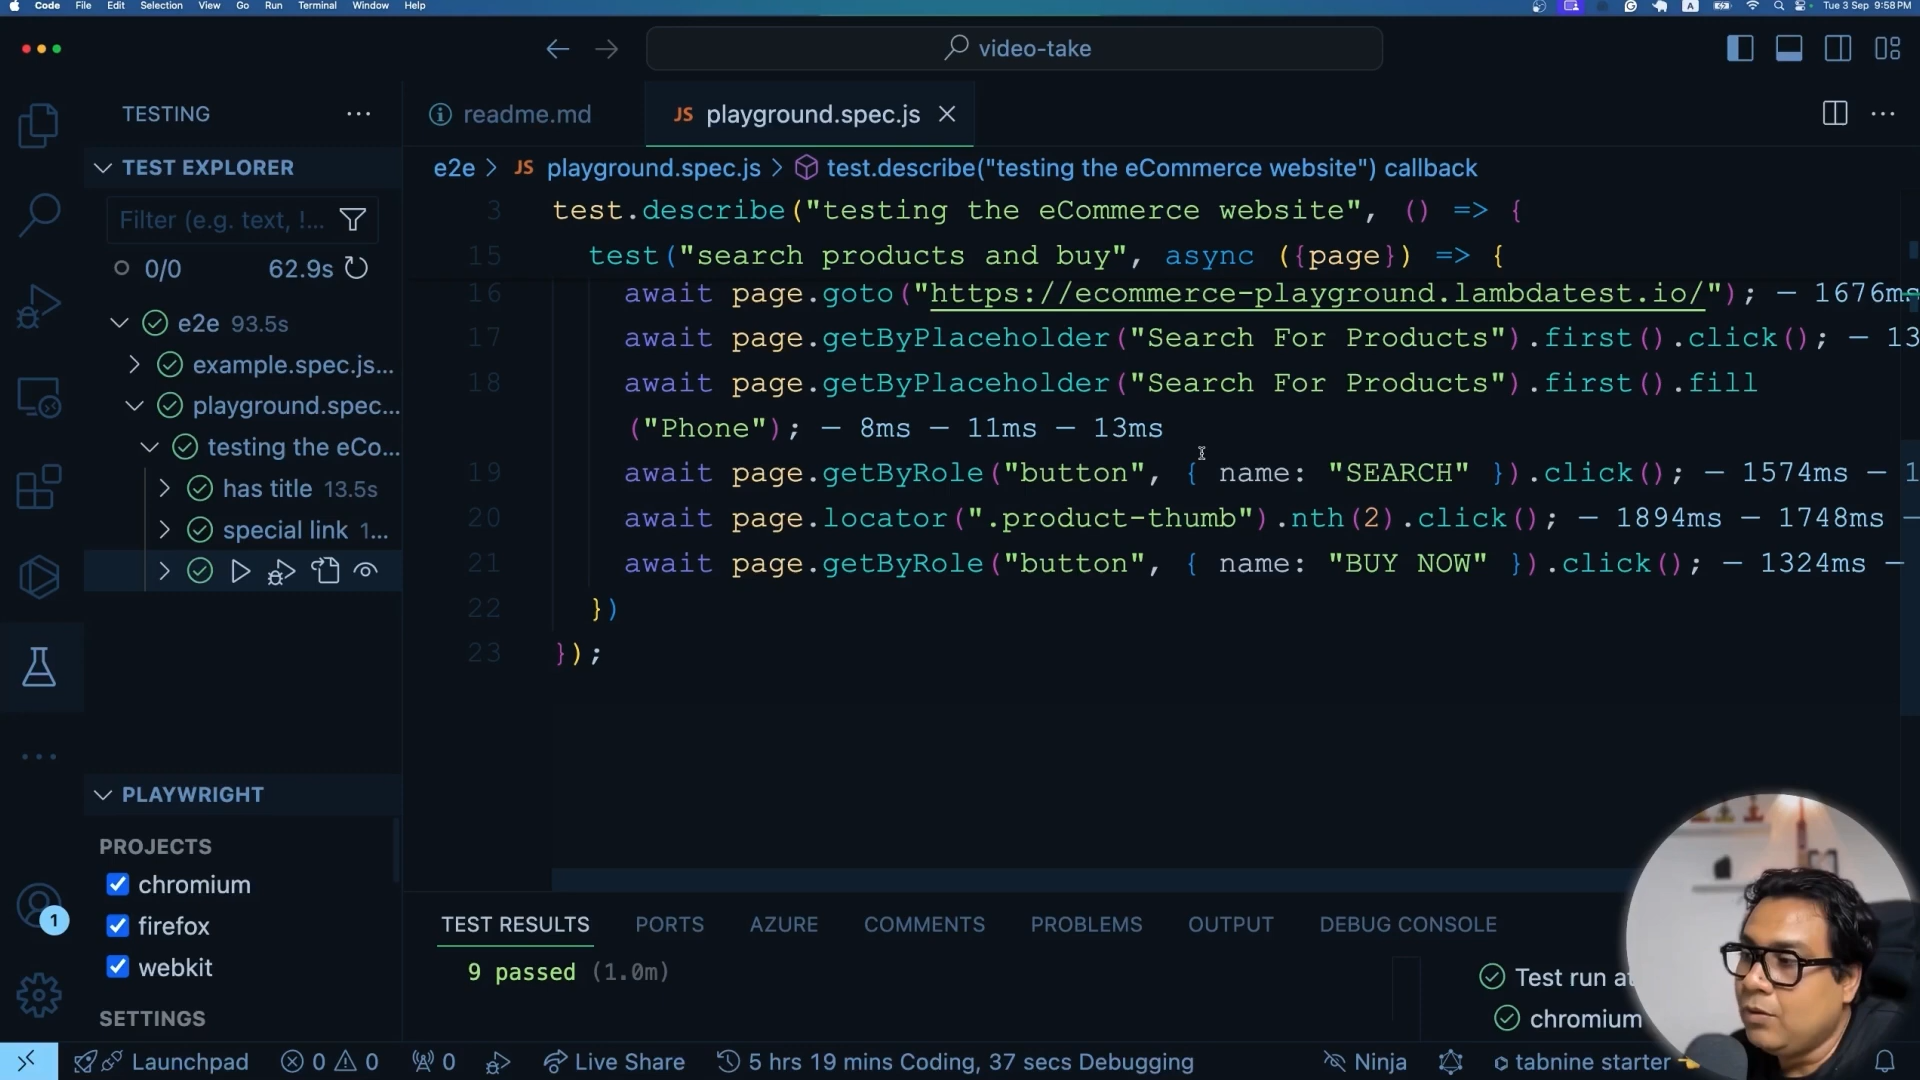 Code File Edit Selection View Go Run Terminal Window Help
A Tue 3 Sep 9:58 PM
video-take
TESTING
readme.md
JS playground.spec.js
TEST EXPLORER
e2e > JS playground.spec.js > test.describe("testing the eCommerce website") callback
Filter (e.g. text, !...
0/0 62.9s
e2e 93.5s
example.spec.js...
playground.spec...
testing the eCo...
has title 13.5s
special link 1...
3 test.describe("testing the eCommerce website", () => {
15 test("search products and buy", async ({page}) => {
16 await page.goto("https://ecommerce-playground.lambdatest.io/"); — 1676ms
17 await page.getByPlaceholder("Search For Products").first().click(); — 13
18 await page.getByPlaceholder("Search For Products").first().fill
("Phone"); — 8ms — 11ms — 13ms
19 await page.getByRole("button", { name: "SEARCH" }).click(); — 1574ms — 1
20 await page.locator(".product-thumb").nth(2).click(); — 1894ms — 1748ms —
21 await page.getByRole("button", { name: "BUY NOW" }).click(); — 1324ms —
22 })
23 });
PLAYWRIGHT
PROJECTS
chromium
firefox
webkit
SETTINGS
1
TEST RESULTS PORTS AZURE COMMENTS PROBLEMS OUTPUT DEBUG CONSOLE
9 passed (1.0m)
Test run at
chromium
Launchpad 0 0 0 Live Share 5 hrs 19 mins Coding, 37 secs Debugging Ninja tabnine starter